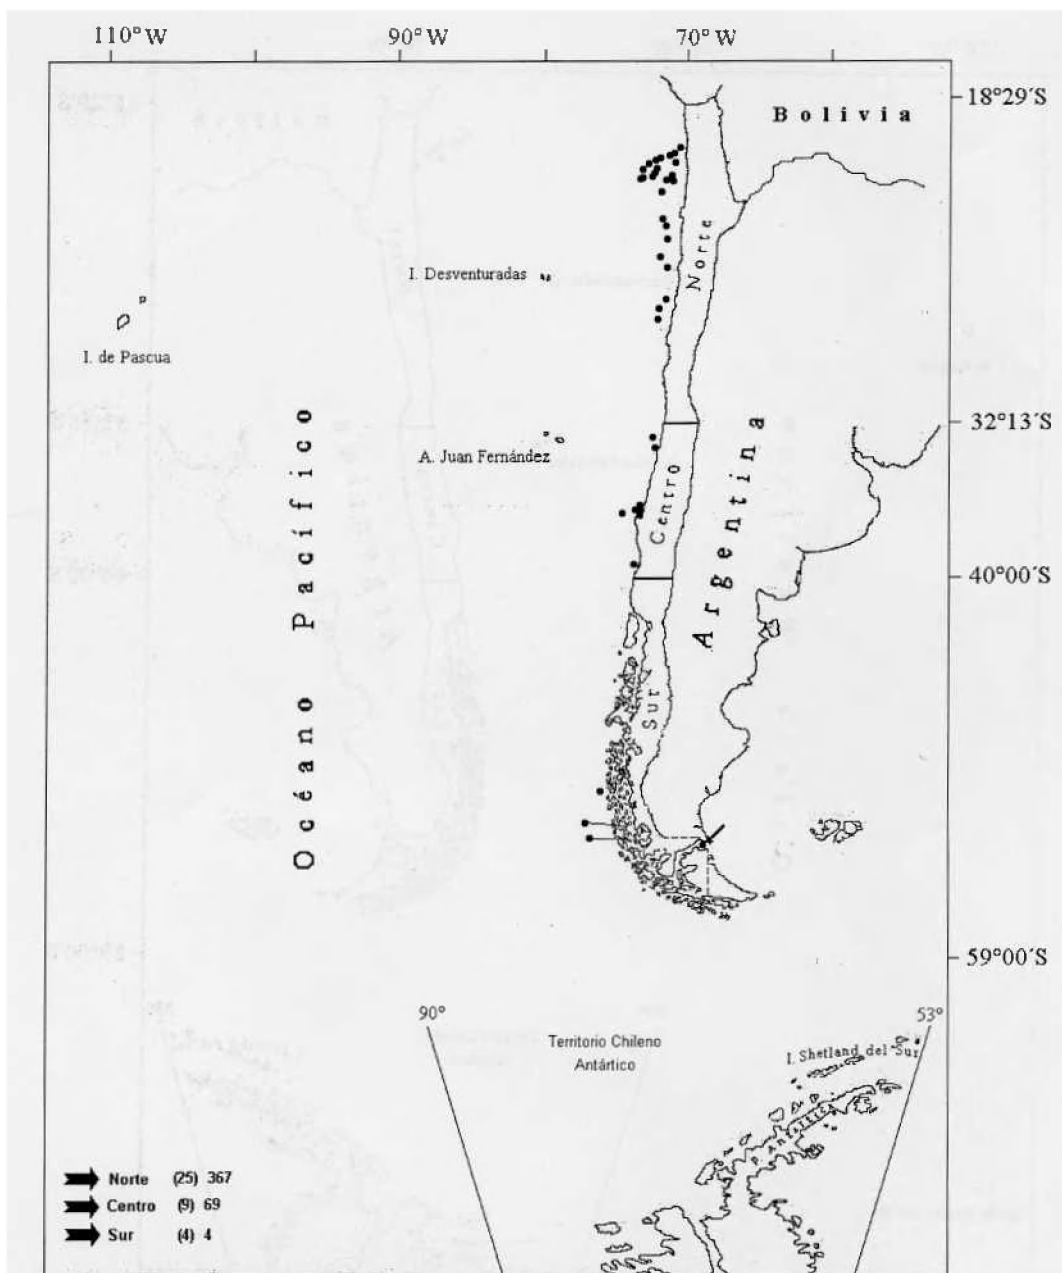 110°W 90°W 70°W
18°29´S
Bolivia
Norte
I. Desventuradas
I. de Pascua
32°13´S
Argentina
Océano Pacífico
A. Juan Fernández
Centro
40°00´S
Sur
59°00´S
90° 53°
Territorio Chileno
Antártico
I. Shetland del Sur
P. ANTARTICA
Norte (25) 367
Centro (9) 69
Sur (4) 4